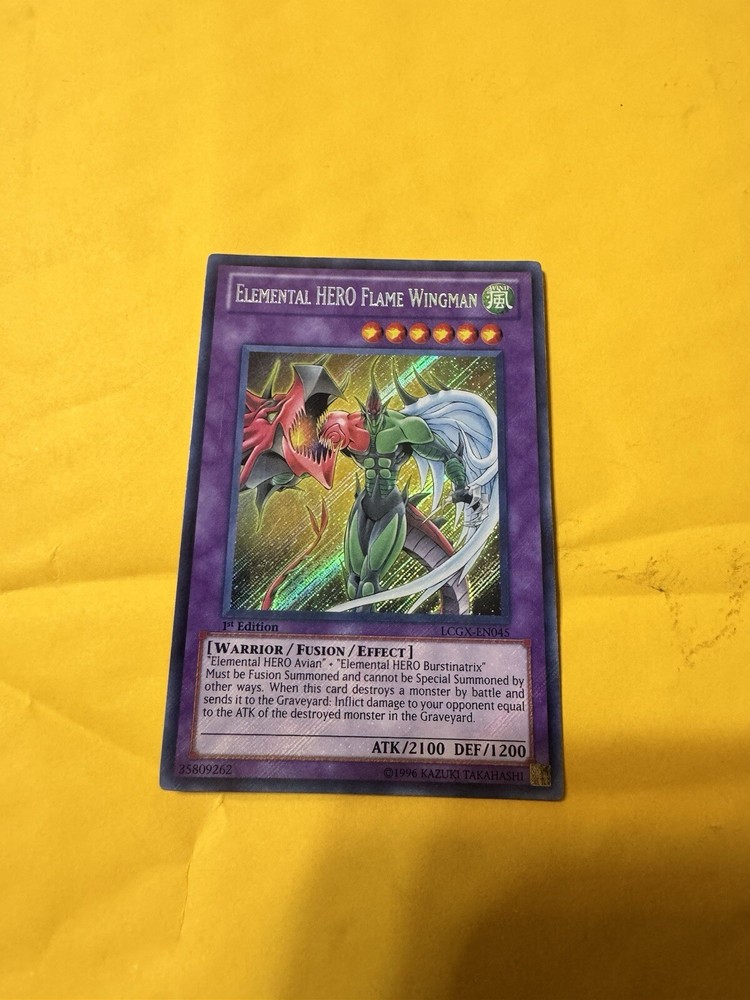 Elemental HERO Flame Wingman
WIND
風
1st Edition
LCGX-EN045
[Warrior / Fusion / Effect]
"Elemental HERO Avian" + "Elemental HERO Burstinatrix"
Must be Fusion Summoned and cannot be Special Summoned by
other ways. When this card destroys a monster by battle and
sends it to the Graveyard: Inflict damage to your opponent equal
to the ATK of the destroyed monster in the Graveyard.
ATK/2100 DEF/1200
35809262
©1996 KAZUKI TAKAHASHI